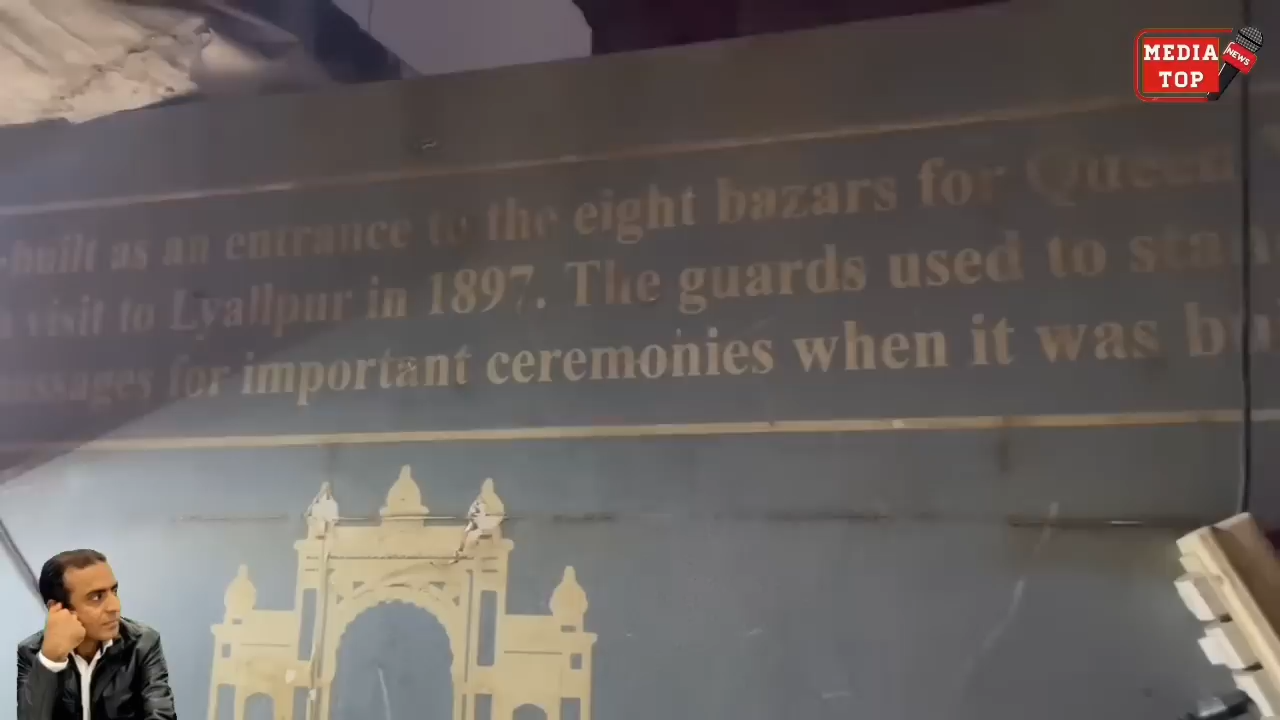 MEDIA
TOP
NEWS
built as an entrance to the eight bazars for Queen
visit to Lyallpur in 1897. The guards used to
for important ceremonies when it was